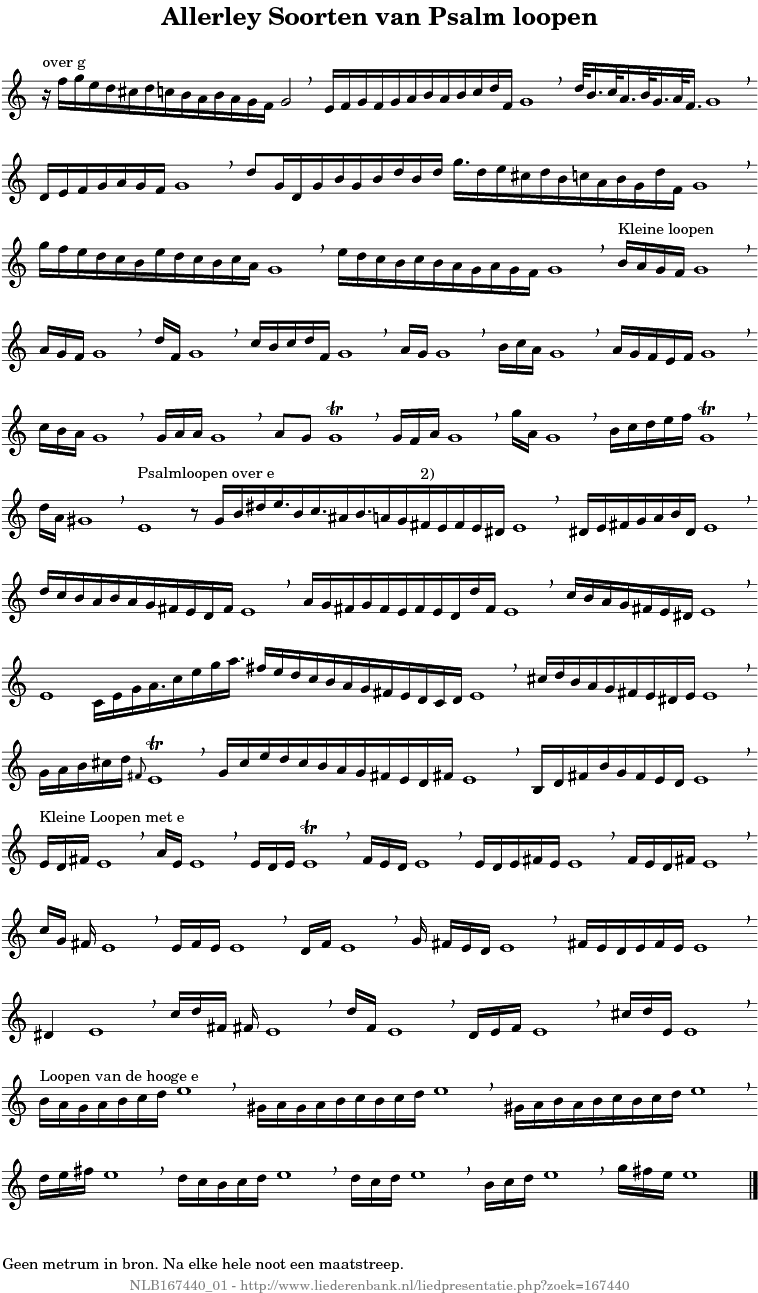 Allerley Soorten van Psalm loopen
over g
Kleine loopen
Psalmloopen over e 2)
Kleine Loopen met e
Loopen van de hooge e
Geen metrum in bron. Na elke hele noot een maatstreep.
NLB167440_01 - http://www.liederenbank.nl/liedpresentatie.php?zoek=167440